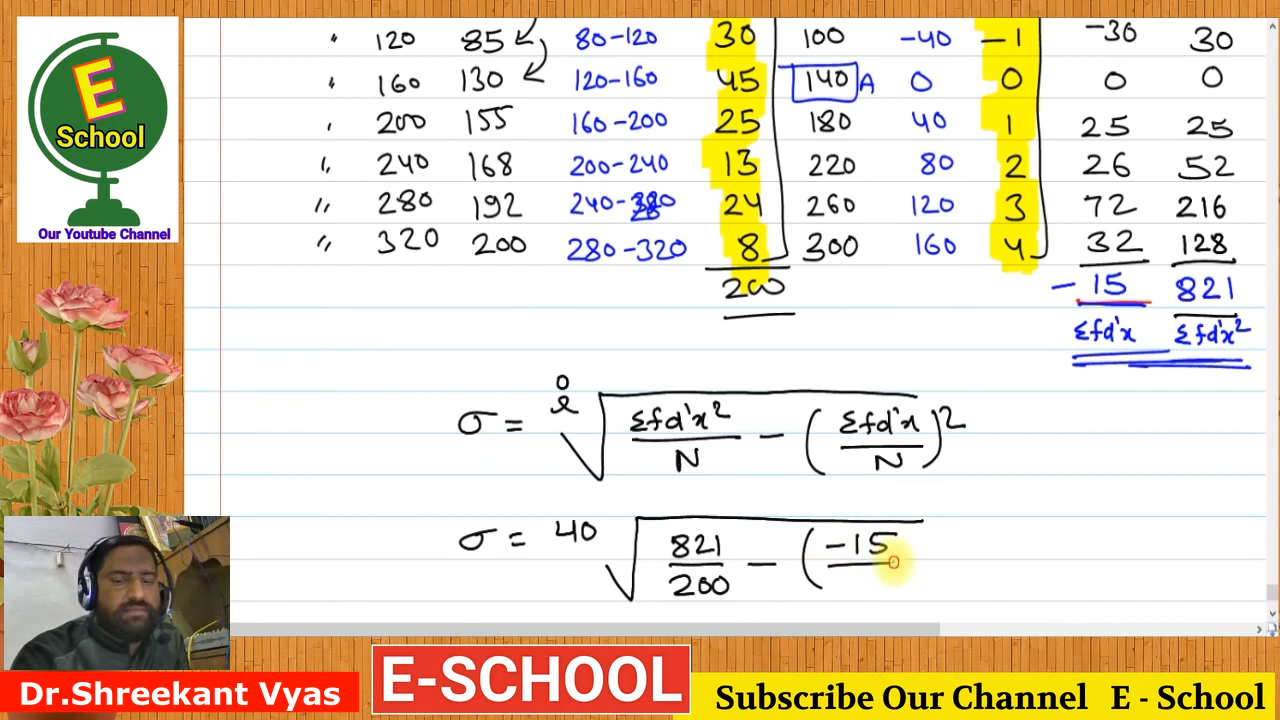 E
School
Our Youtube Channel
" 120 85 80-120 30 100 -40 -1 -30 30
" 160 130 120-160 45 140 A 0 0 0 0
" 200 155 160-200 25 180 40 1 25 25
" 240 168 200-240 13 220 80 2 26 52
" 280 192 240- 24 260 120 3 72 216
" 320 200 280-320 8 300 160 4 32 128
200 -15 821
Σfd'x Σfd'x²
σ = i √ Σfd'x²/N - (Σfd'x/N)²
σ = 40 √ 821/200 - (-15
Dr.Shreekant Vyas
E-SCHOOL
Subscribe Our Channel E - School